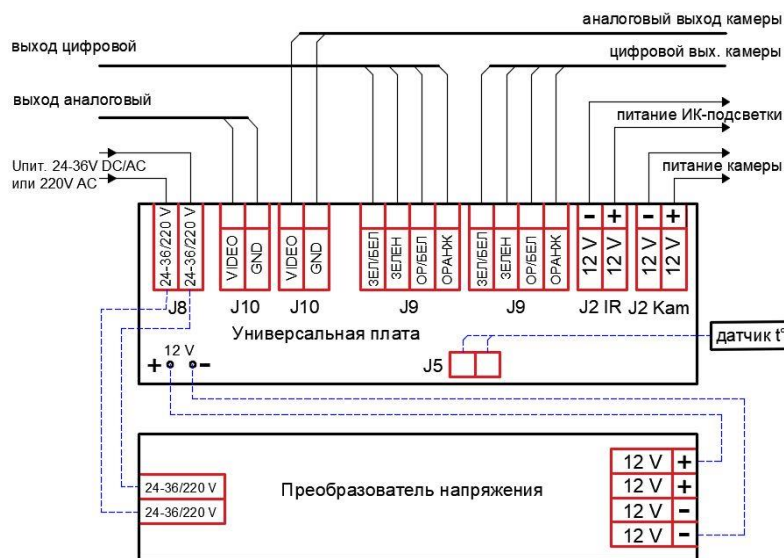 аналоговый выход камеры
выход цифровой
цифровой вых. камеры
выход аналоговый
питание ИК-подсветки
Uпит. 24-36V DC/AC
или 220V AC
питание камеры
24-36/220 V
24-36/220 V
VIDEO
GND
VIDEO
GND
ЗЕЛ/БЕЛ
ЗЕЛЕН
ОР/БЕЛ
ОРАНЖ
ЗЕЛ/БЕЛ
ЗЕЛЕН
ОР/БЕЛ
ОРАНЖ
12 V −
12 V +
12 V −
12 V +
J8
J10
J10
J9
J9
J2 IR
J2 Kam
Универсальная плата
датчик t°
12 V
+ −
J5
12 V +
12 V +
12 V −
12 V −
24-36/220 V
24-36/220 V
Преобразователь напряжения